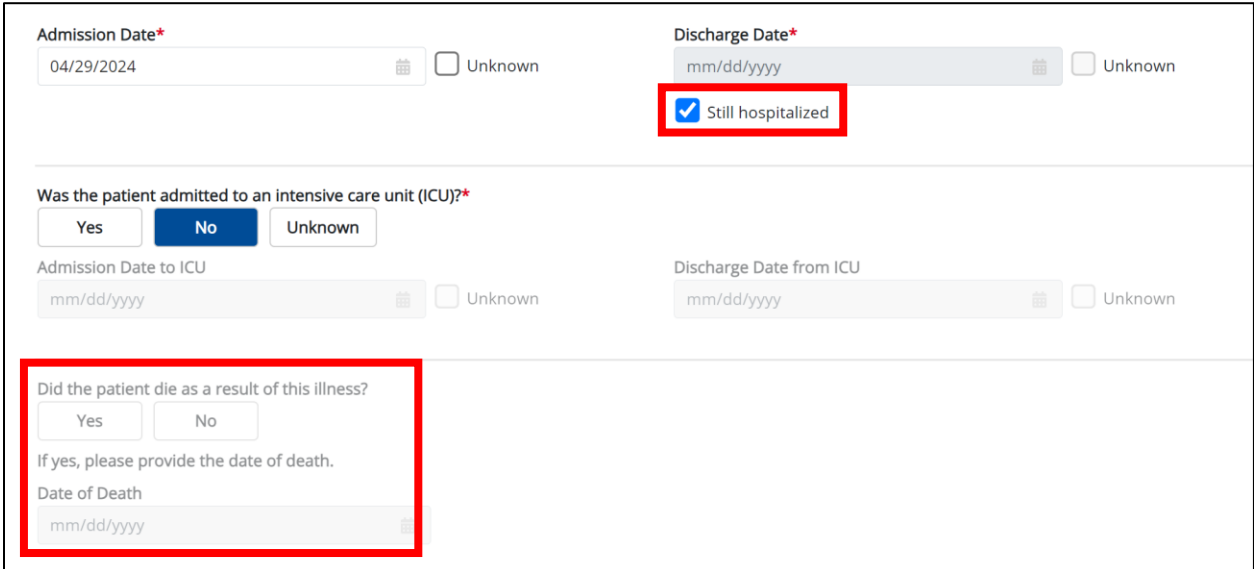 Admission Date* Discharge Date*
04/29/2024 Unknown mm/dd/yyyy Unknown
Still hospitalized
Was the patient admitted to an intensive care unit (ICU)?*
Yes No Unknown
Admission Date to ICU Discharge Date from ICU
mm/dd/yyyy Unknown mm/dd/yyyy Unknown
Did the patient die as a result of this illness?
Yes No
If yes, please provide the date of death.
Date of Death
mm/dd/yyyy